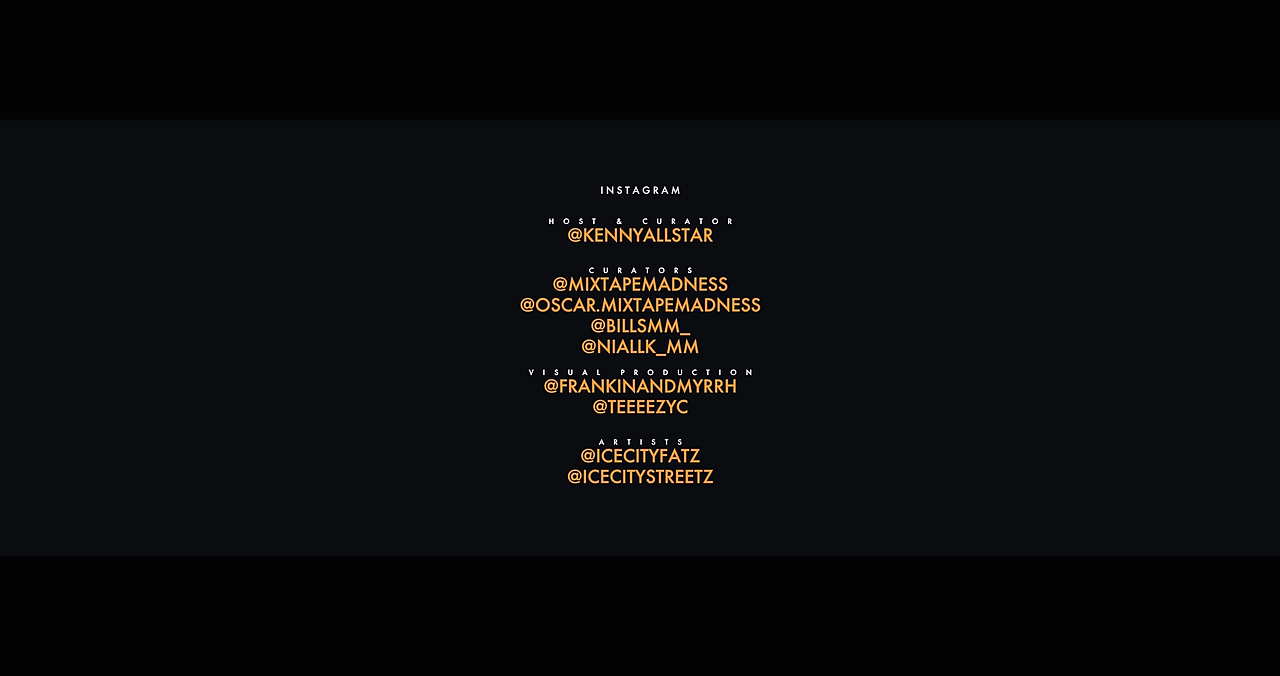 INSTAGRAM
HOST & CURATOR
@KENNYALLSTAR
CURATORS
@MIXTAPEMADNESS
@OSCAR.MIXTAPEMADNESS
@BILLSMM_
@NIALLK_MM
VISUAL PRODUCTION
@FRANKINANDMYRRH
@TEEEEZYC
ARTISTS
@ICECITYFATZ
@ICECITYSTREETZ